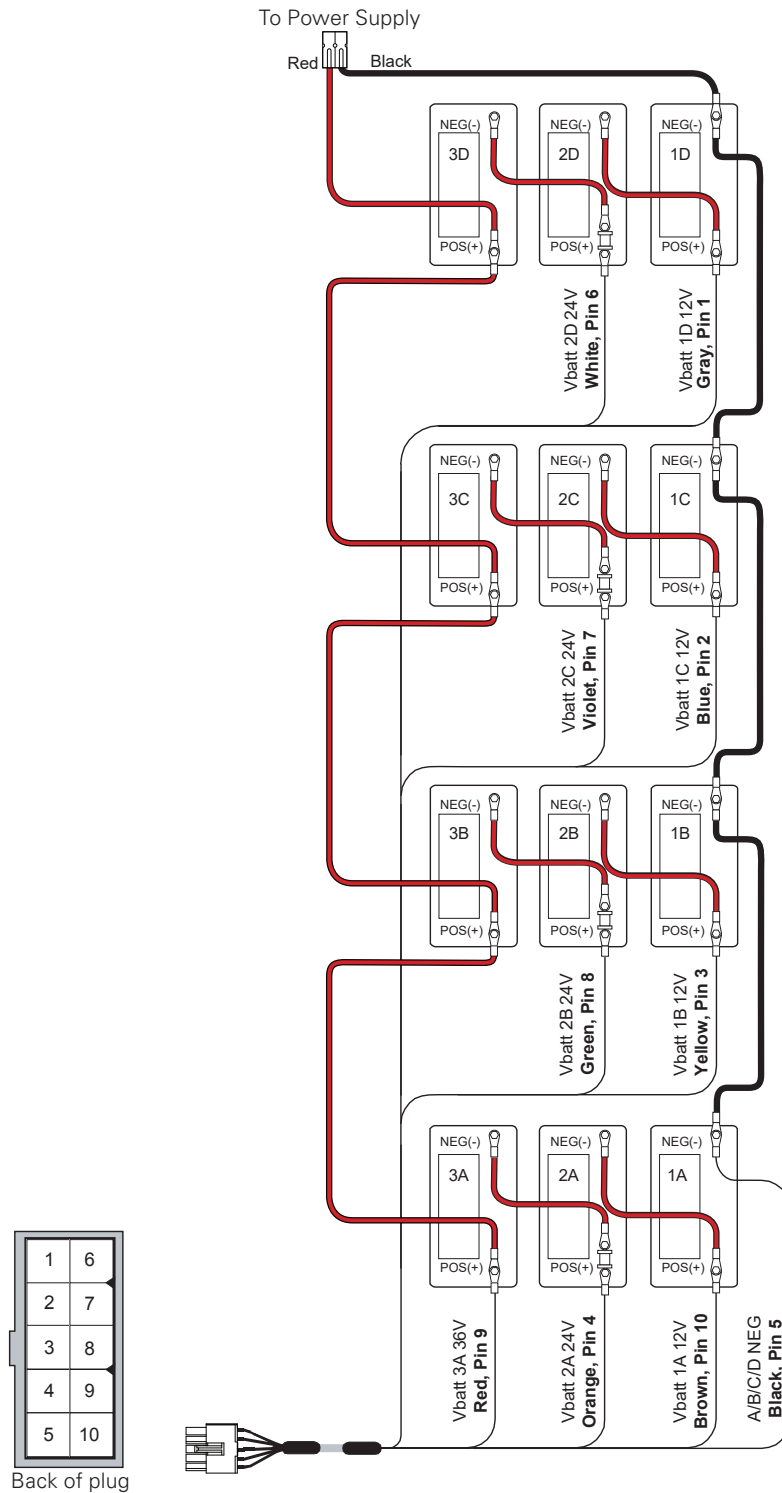 To Power Supply
Red
Black
NEG(-)
NEG(-)
NEG(-)
3D
2D
1D
POS(+)
POS(+)
POS(+)
Vbatt 2D 24V
White, Pin 6
Vbatt 1D 12V
Gray, Pin 1
NEG(-)
NEG(-)
NEG(-)
3C
2C
1C
POS(+)
POS(+)
POS(+)
Vbatt 2C 24V
Violet, Pin 7
Vbatt 1C 12V
Blue, Pin 2
NEG(-)
NEG(-)
NEG(-)
3B
2B
1B
POS(+)
POS(+)
POS(+)
Vbatt 2B 24V
Green, Pin 8
Vbatt 1B 12V
Yellow, Pin 3
NEG(-)
NEG(-)
NEG(-)
3A
2A
1A
POS(+)
POS(+)
POS(+)
Vbatt 3A 36V
Red, Pin 9
Vbatt 2A 24V
Orange, Pin 4
Vbatt 1A 12V
Brown, Pin 10
A/B/C/D NEG
Black, Pin 5
1 6
2 7
3 8
4 9
5 10
Back of plug